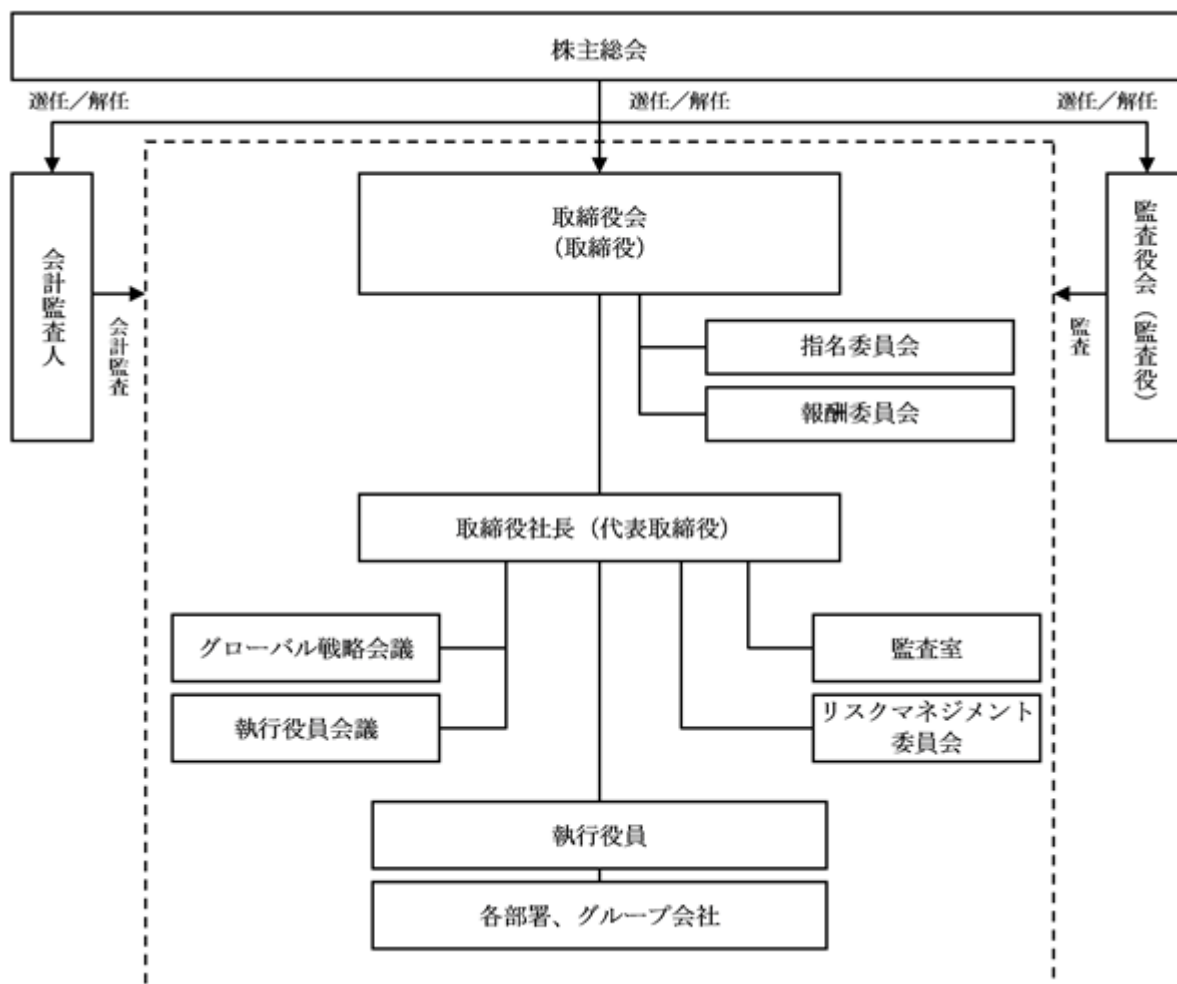 株主総会
選任／解任
選任／解任
選任／解任
取締役会
（取締役）
会計監査人
会計監査
監査役会（監査役）
監査
指名委員会
報酬委員会
取締役社長（代表取締役）
グローバル戦略会議
執行役員会議
監査室
リスクマネジメント
委員会
執行役員
各部署、グループ会社